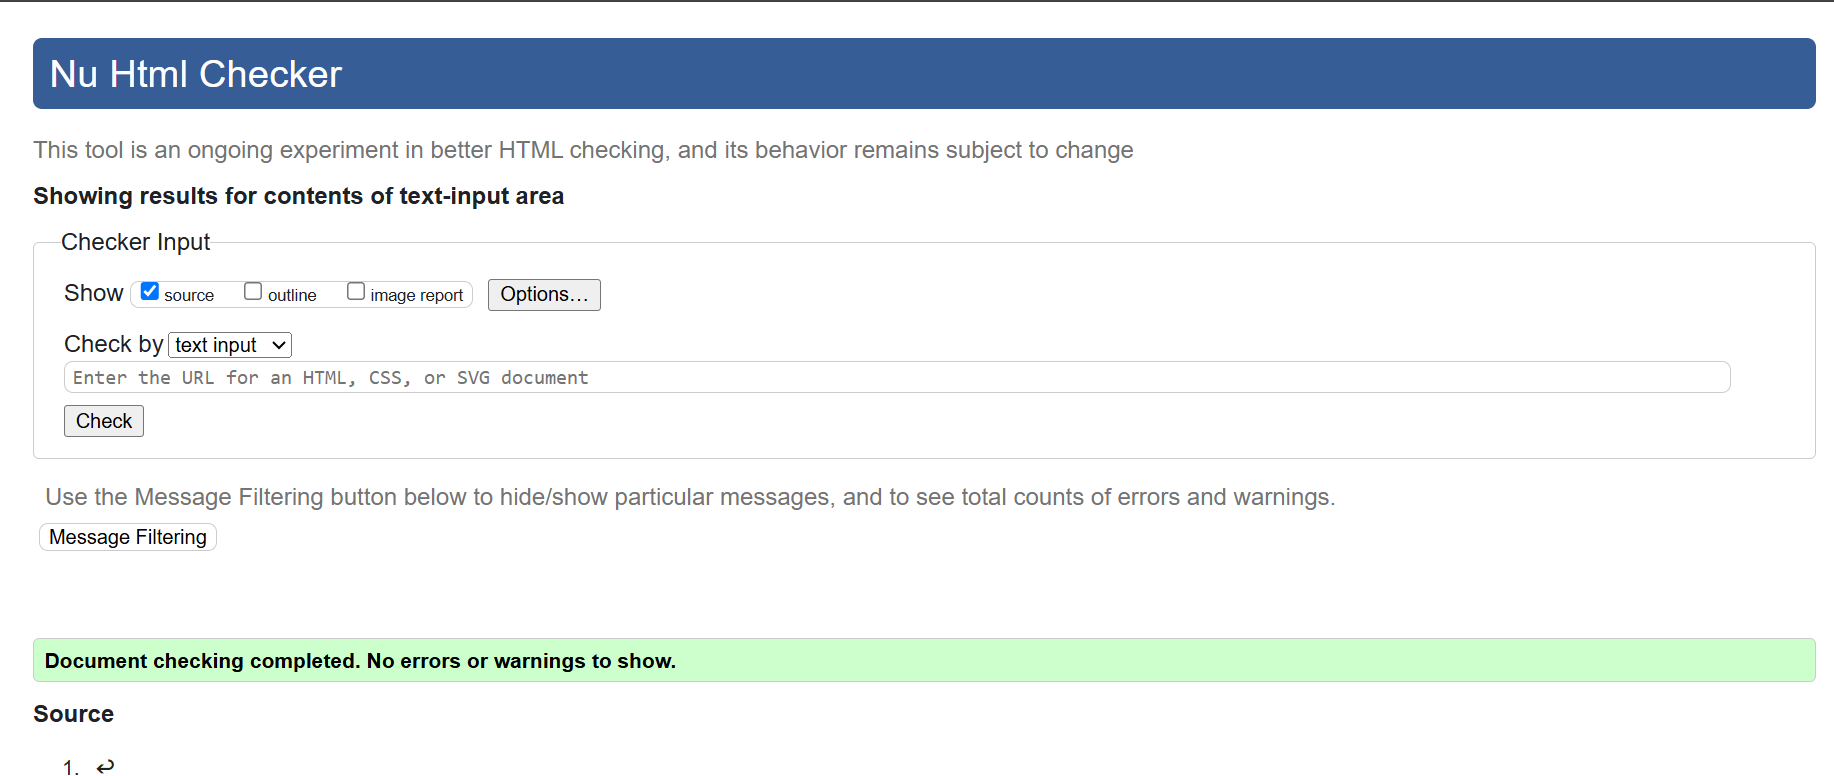 Nu Html Checker
This tool is an ongoing experiment in better HTML checking, and its behavior remains subject to change
Showing results for contents of text-input area
Checker Input
Show source outline image report Options…
Check by text input
Enter the URL for an HTML, CSS, or SVG document
Check
Use the Message Filtering button below to hide/show particular messages, and to see total counts of errors and warnings.
Message Filtering
Document checking completed. No errors or warnings to show.
Source
1. ↩